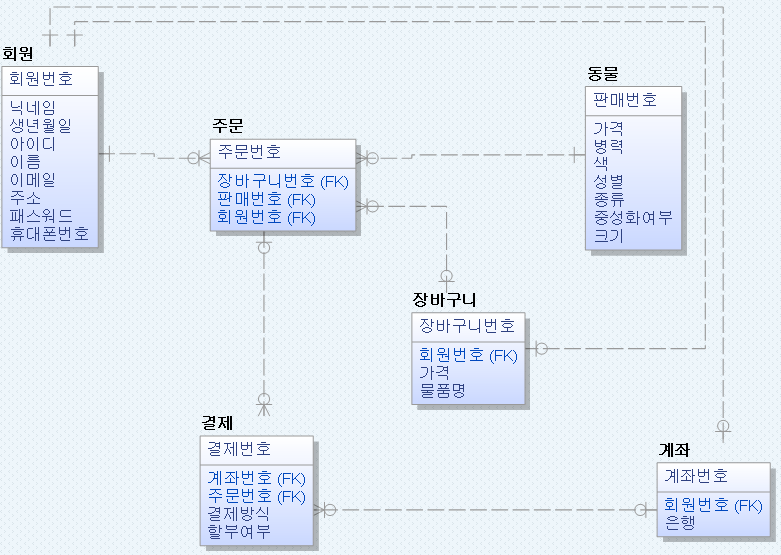 회원
회원번호
닉네임
생년월일
아이디
이름
이메일
주소
패스워드
휴대폰번호
주문
주문번호
장바구니번호 (FK)
판매번호 (FK)
회원번호 (FK)
동물
판매번호
가격
병력
색
성별
종류
중성화여부
크기
장바구니
장바구니번호
회원번호 (FK)
가격
물품명
결제
결제번호
계좌번호 (FK)
주문번호 (FK)
결제방식
할부여부
계좌
계좌번호
회원번호 (FK)
은행